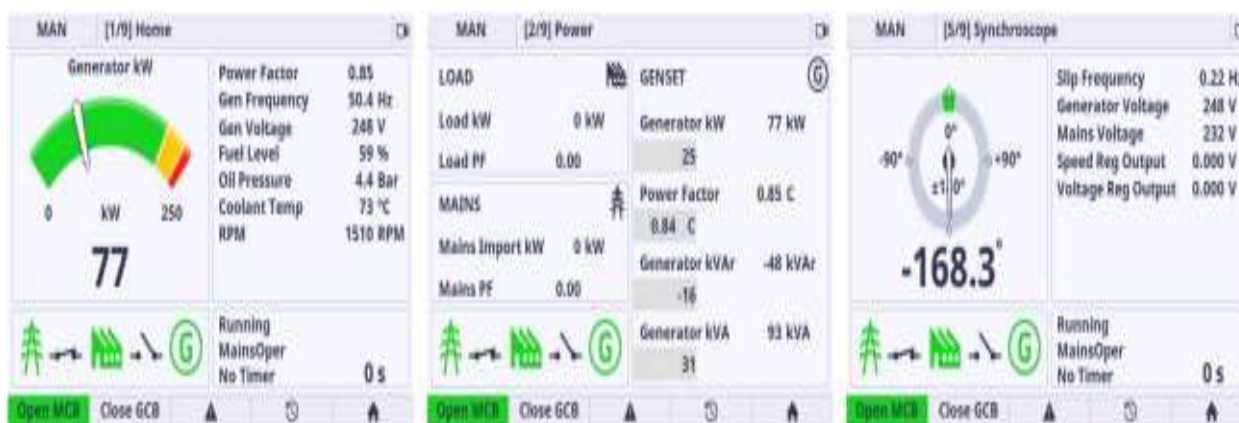 MAN [1/9] Home
Generator kW
0 kW 250
77
Power Factor 0.85
Gen Frequency 50.4 Hz
Gen Voltage 248 V
Fuel Level 59 %
Oil Pressure 4.4 Bar
Coolant Temp 73 °C
RPM 1510 RPM
G
Running
MainsOper
No Timer 0 s
Open MCB Close GCB
MAN [2/9] Power
LOAD
Load kW 0 kW
Load PF 0.00
MAINS
Mains Import kW 0 kW
Mains PF 0.00
G
GENSET G
Generator kW 77 kW
25
Power Factor 0.85 C
0.84 C
Generator kVAr -48 kVAr
-16
Generator kVA 93 kVA
31
Open MCB Close GCB
MAN [5/9] Synchroscope
0°
-90° +90°
±1 0°
-168.3°
Slip Frequency 0.22 H
Generator Voltage 248 V
Mains Voltage 232 V
Speed Reg Output 0.000 V
Voltage Reg Output 0.000 V
G
Running
MainsOper
No Timer 0 s
Open MCB Close GCB